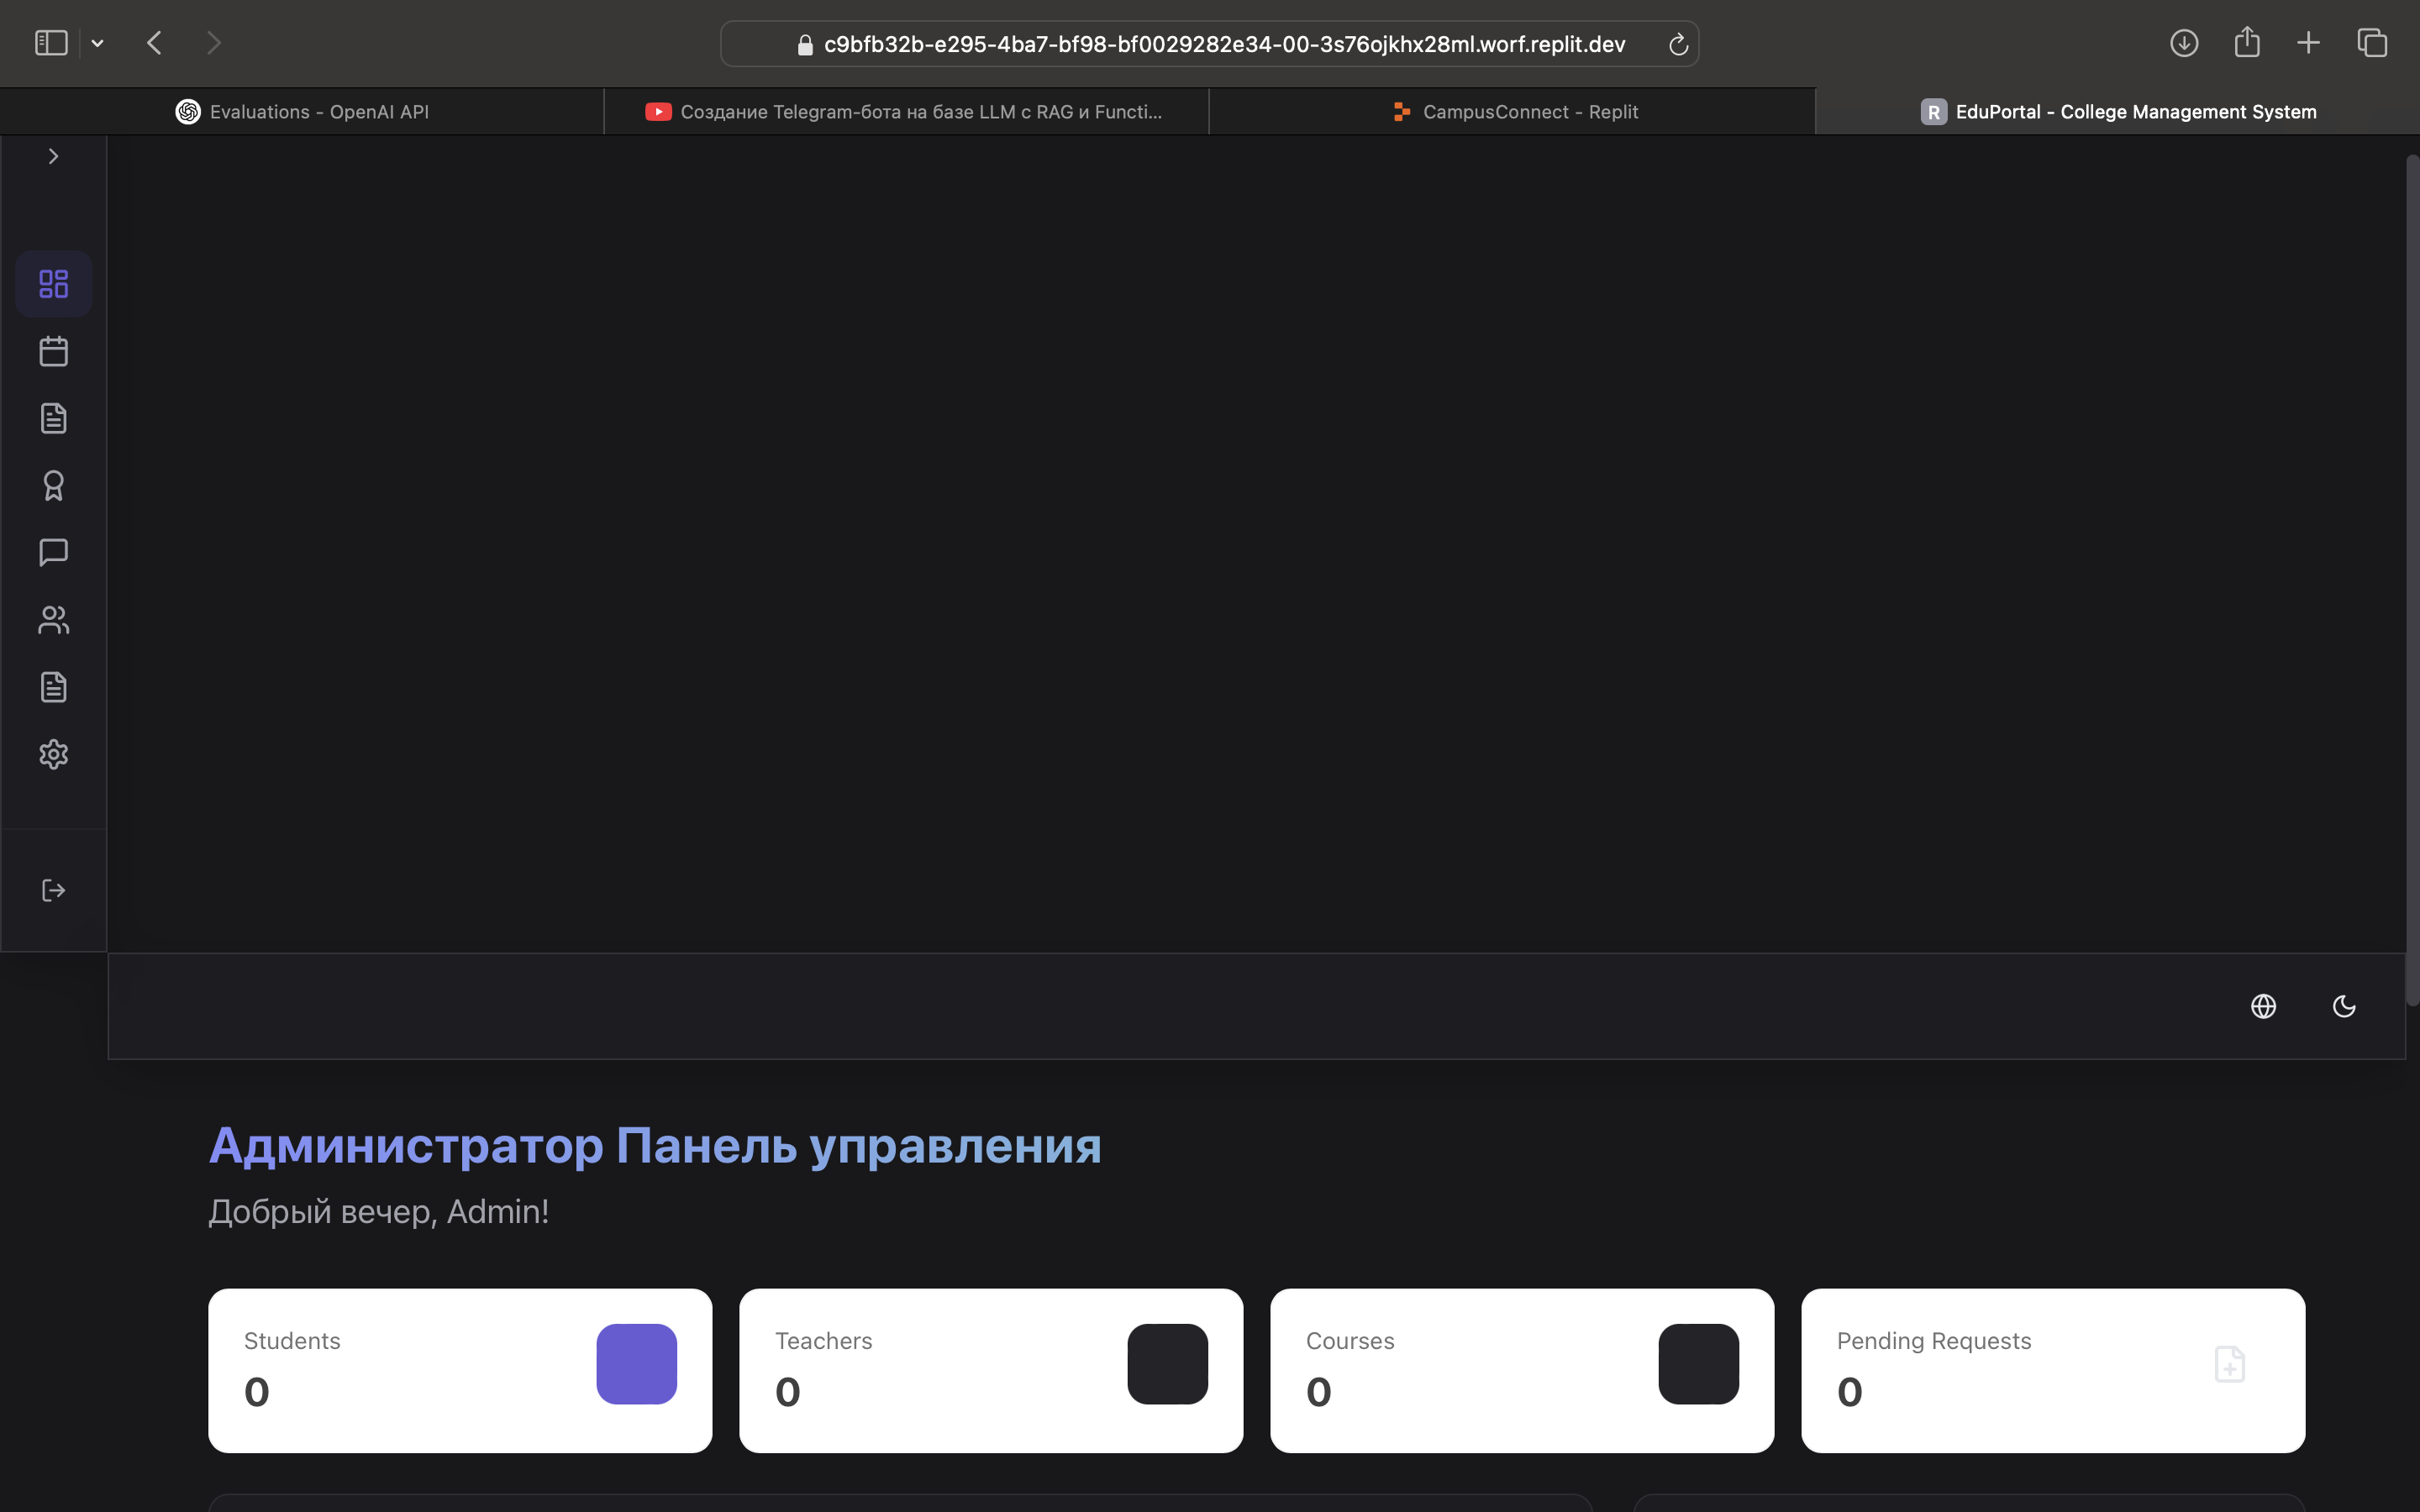 c9bfb32b-e295-4ba7-bf98-bf0029282e34-00-3s76ojkhx28ml.worf.replit.dev
Evaluations - OpenAI API
Создание Telegram-бота на базе LLM с RAG и Functi...
CampusConnect - Replit
R EduPortal - College Management System
Администратор Панель управления
Добрый вечер, Admin!
Students
0
Teachers
0
Courses
0
Pending Requests
0